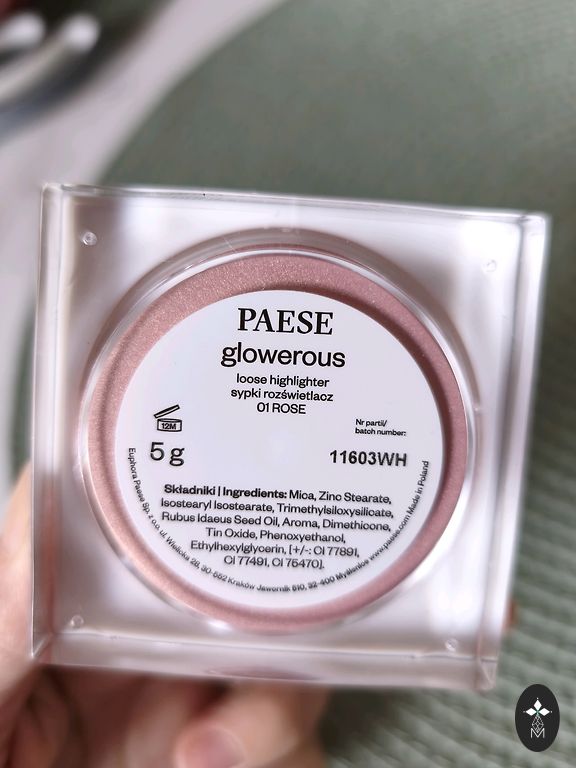 PAESE
glowerous
loose highlighter
sypki rozświetlacz
01 ROSE
12M
5 g
Nr partii/
batch number:
11603WH
Składniki | Ingredients: Mica, Zinc Stearate,
Isostearyl Isostearate, Trimethylsiloxysilicate,
Rubus Idaeus Seed Oil, Aroma, Dimethicone,
Tin Oxide, Phenoxyethanol,
Ethylhexylglycerin, [+/-: CI 77891,
CI 77491, CI 75470].
Euphora Paese Sp. z o.o. ul. Wielicka 28, 30-552 Kraków Jawornik 510, 32-400 Myślenice www.paese.com Made in Poland
M